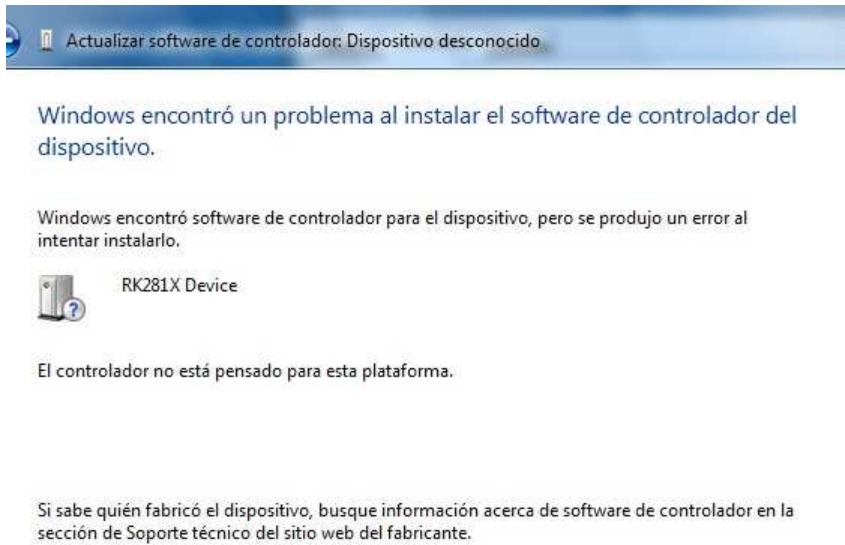 Actualizar software de controlador: Dispositivo desconocido
Windows encontró un problema al instalar el software de controlador del
dispositivo.
Windows encontró software de controlador para el dispositivo, pero se produjo un error al
intentar instalarlo.
RK281X Device
El controlador no está pensado para esta plataforma.
Si sabe quién fabricó el dispositivo, busque información acerca de software de controlador en la
sección de Soporte técnico del sitio web del fabricante.